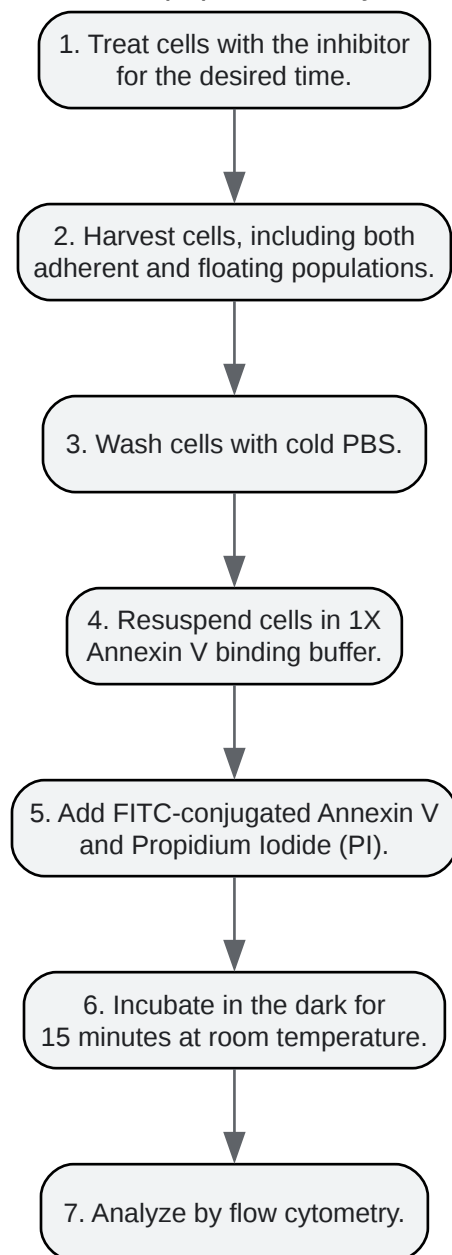 1. Treat cells with the inhibitor
for the desired time.
2. Harvest cells, including both
adherent and floating populations.
3. Wash cells with cold PBS.
4. Resuspend cells in 1X
Annexin V binding buffer.
5. Add FITC-conjugated Annexin V
and Propidium Iodide (PI).
6. Incubate in the dark for
15 minutes at room temperature.
7. Analyze by flow cytometry.